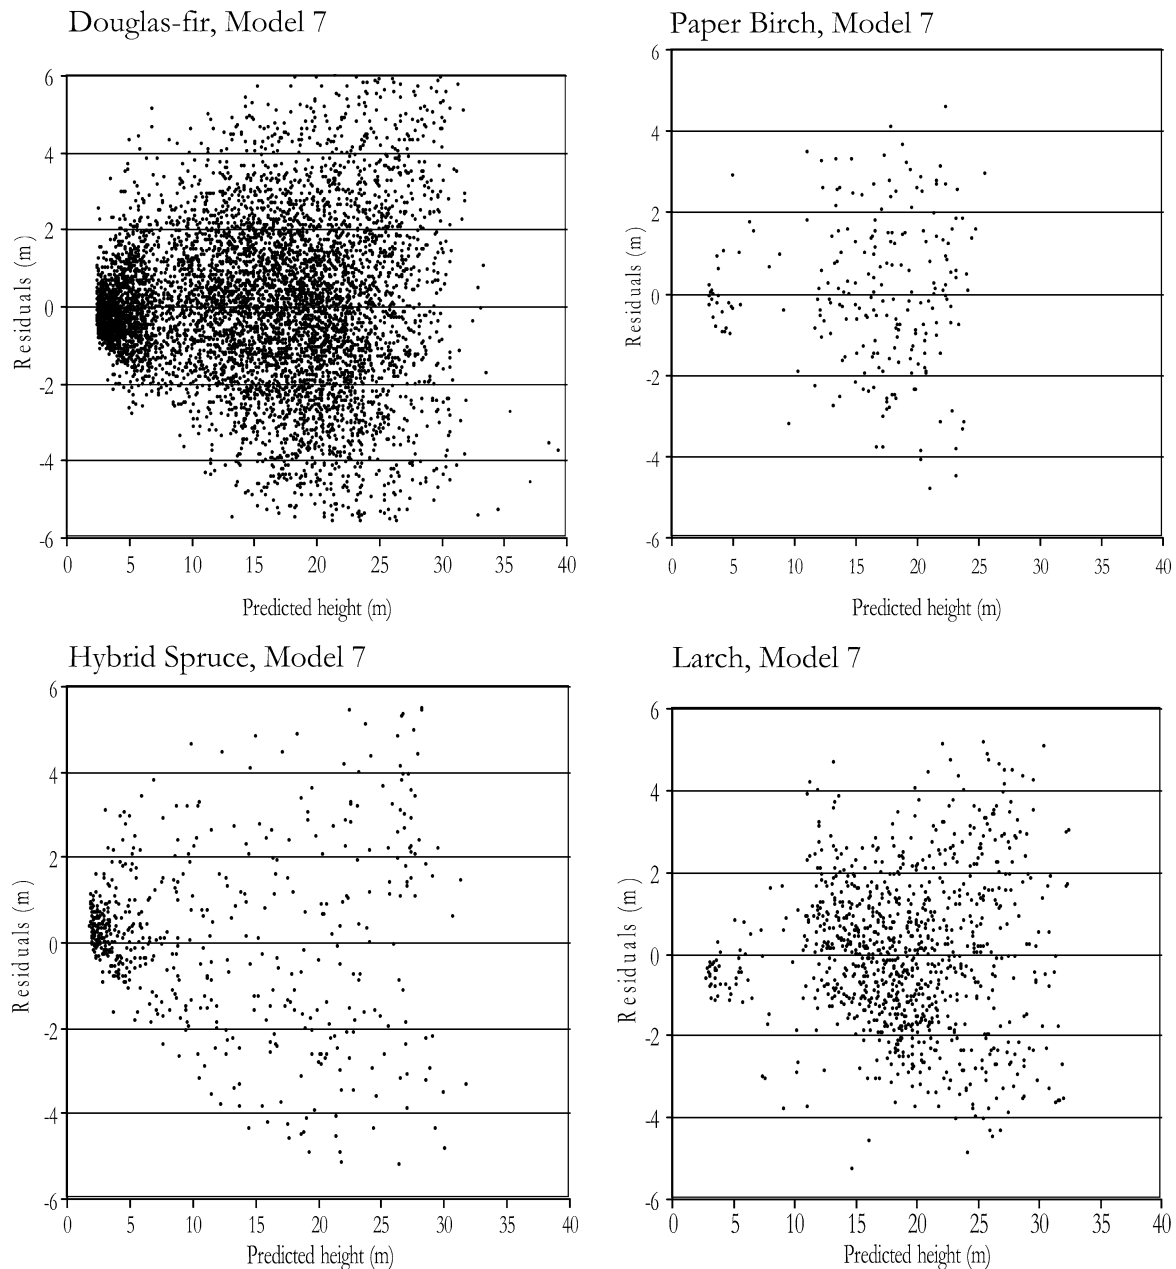 Douglas-fir, Model 7
6
4
2
0
-2
-4
-6
Residuals (m)
0 5 10 15 20 25 30 35 40
Predicted height (m)
Paper Birch, Model 7
6
4
2
0
-2
-4
-6
Residuals (m)
0 5 10 15 20 25 30 35 40
Predicted height (m)
Hybrid Spruce, Model 7
6
4
2
0
-2
-4
-6
Residuals (m)
0 5 10 15 20 25 30 35 40
Predicted height (m)
Larch, Model 7
6
4
2
0
-2
-4
-6
Residuals (m)
0 5 10 15 20 25 30 35 40
Predicted height (m)